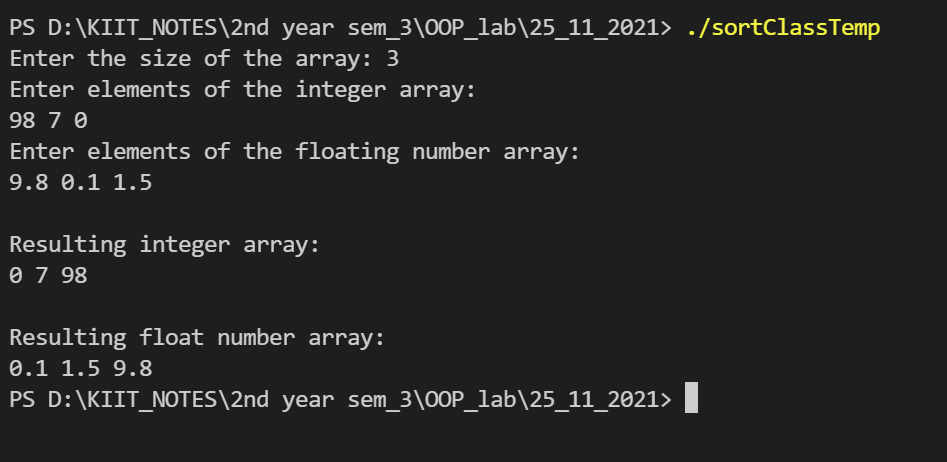 PS D:\KIIT_NOTES\2nd year sem_3\OOP_lab\25_11_2021> ./sortClassTemp
Enter the size of the array: 3
Enter elements of the integer array:
98 7 0
Enter elements of the floating number array:
9.8 0.1 1.5
Resulting integer array:
0 7 98
Resulting float number array:
0.1 1.5 9.8
PS D:\KIIT_NOTES\2nd year sem_3\OOP_lab\25_11_2021>